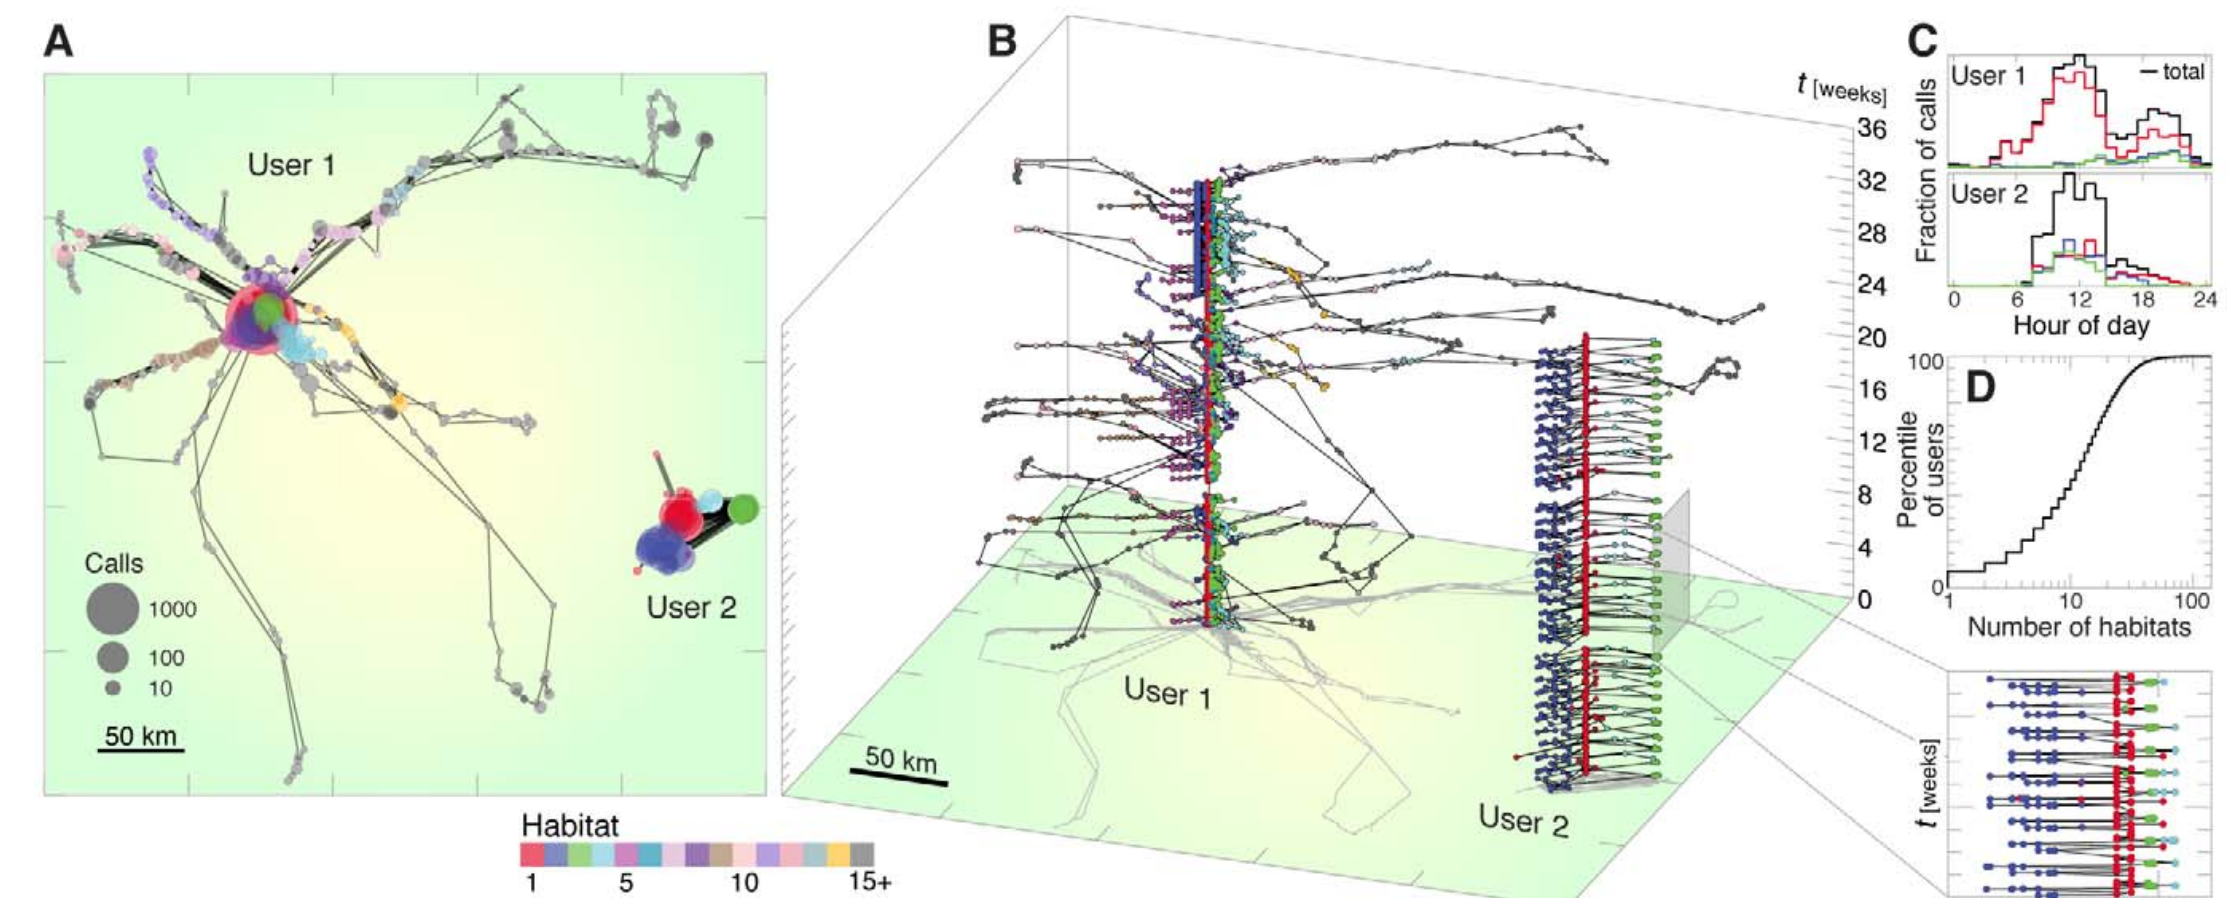 A
User 1
User 2
Calls
1000
100
10
50 km
Habitat
1 5 10 15+
B
t [weeks]
36
32
28
24
20
16
12
8
4
0
User 1
50 km
User 2
C
User 1
total
User 2
Fraction of calls
0 6 12 18 24
Hour of day
D
100
0
Percentile
of users
1 10 100
Number of habitats
t [weeks]